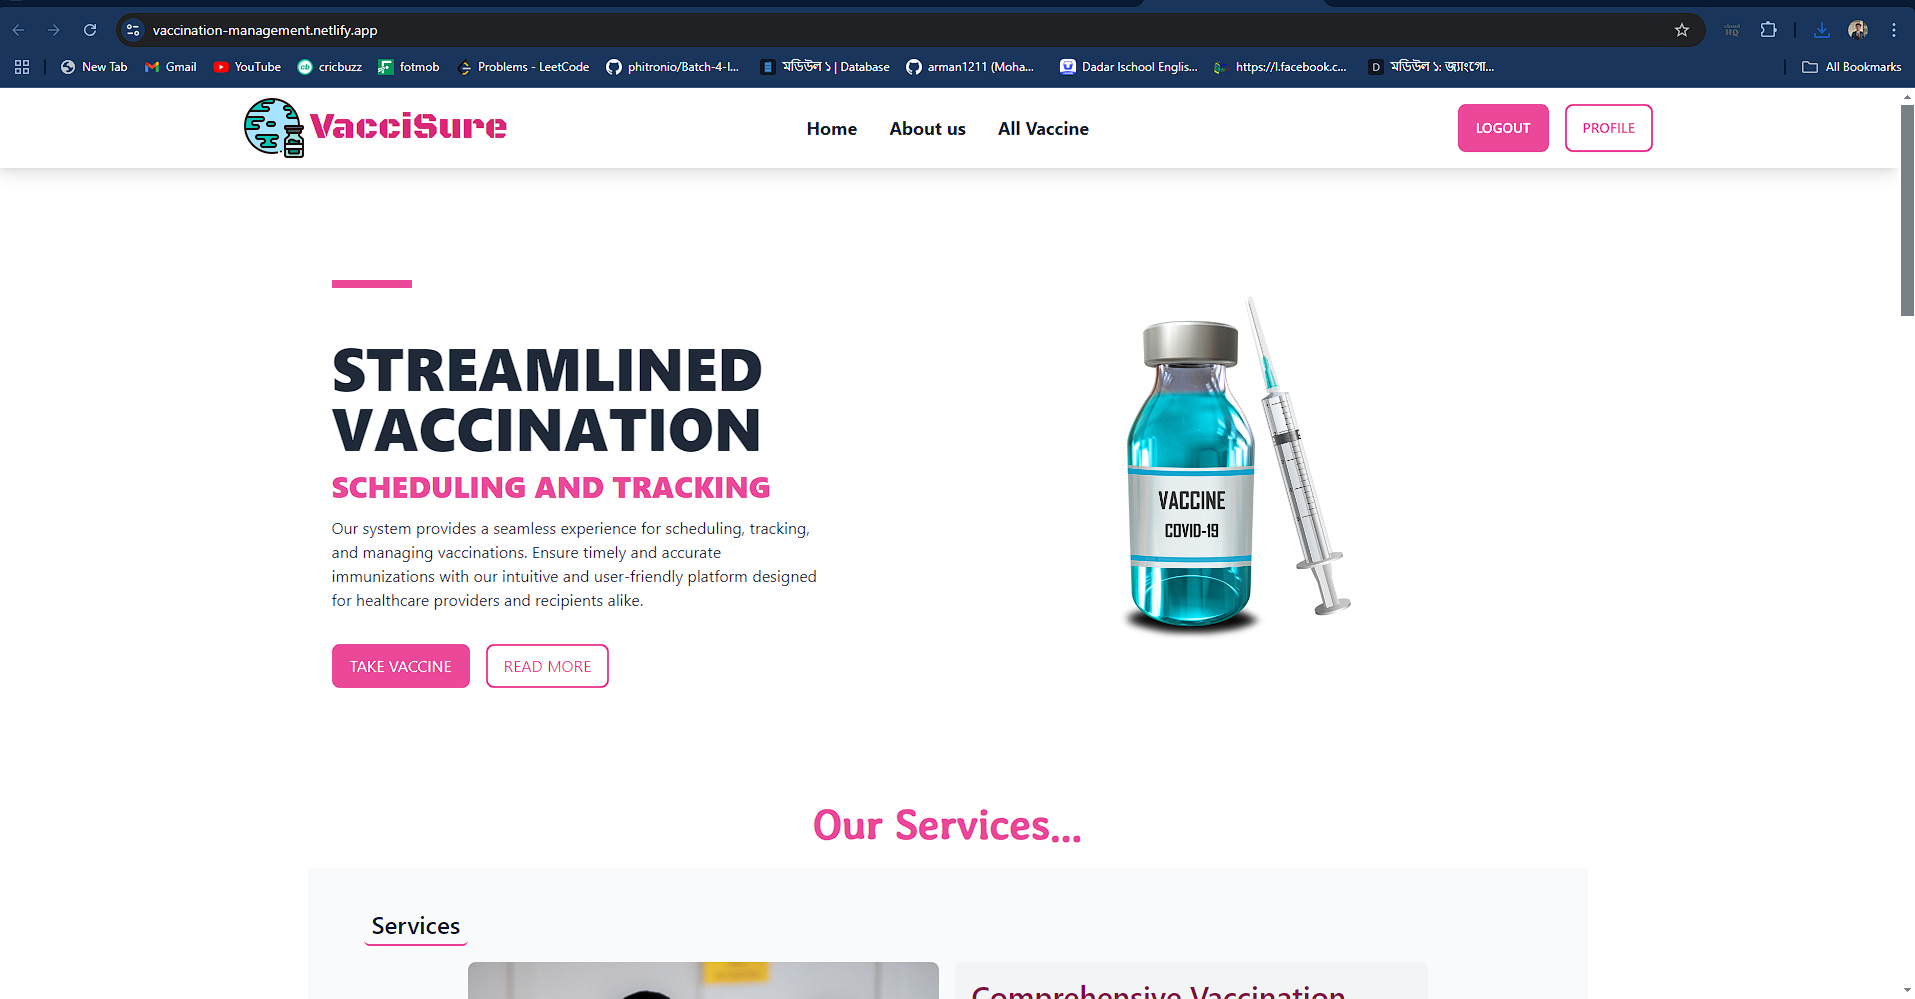 vaccination-management.netlify.app
cloud
HQ
New Tab
Gmail
YouTube
cricbuzz
fotmob
Problems - LeetCode
phitronio/Batch-4-I...
মডিউল ১ | Database
arman1211 (Moha...
Dadar Ischool Englis...
https://l.facebook.c...
D
মডিউল ১: জ্যাংগো...
All Bookmarks
VacciSure
Home
About us
All Vaccine
LOGOUT
PROFILE
STREAMLINED
VACCINATION
SCHEDULING AND TRACKING
Our system provides a seamless experience for scheduling, tracking,
and managing vaccinations. Ensure timely and accurate
immunizations with our intuitive and user-friendly platform designed
for healthcare providers and recipients alike.
TAKE VACCINE
READ MORE
VACCINE
COVID-19
Our Services...
Services
Comprehensive Vaccination